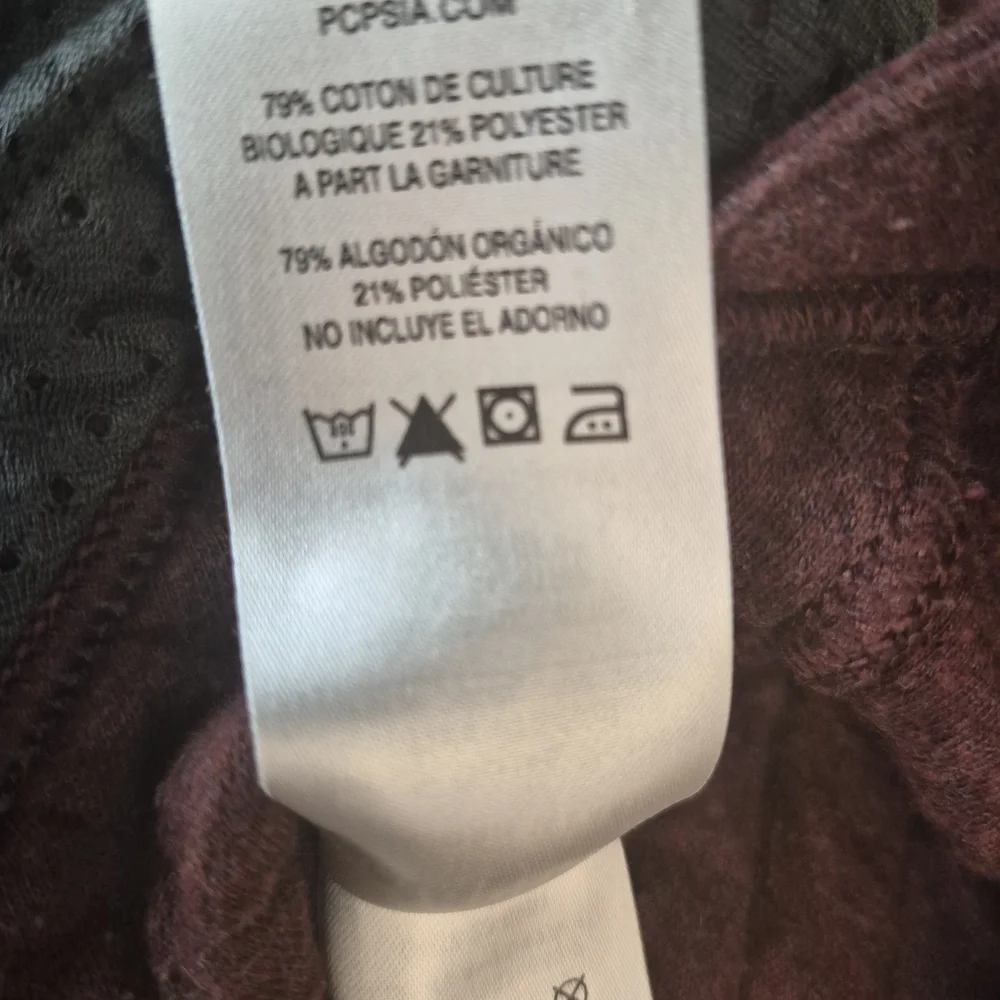 PCPSIA.COM
79% COTON DE CULTURE
BIOLOGIQUE 21% POLYESTER
A PART LA GARNITURE
79% ALGODÓN ORGÁNICO
21% POLIÉSTER
NO INCLUYE EL ADORNO